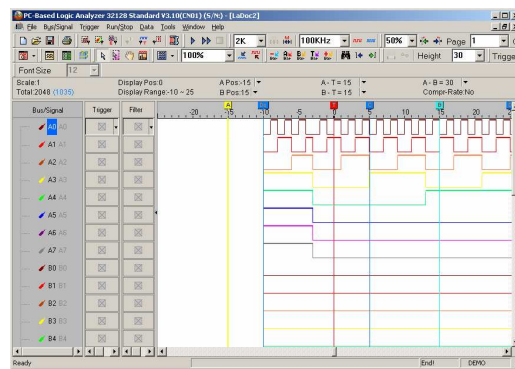 PC-Based Logic Analyzer 32128 Standard V3.10(CN01) (S/N:) - [LaDoc2]
File Bus/Signal Trigger Run/Stop Data Tools Window Help
2K 100KHz 50% Page 1
100% Height 30 Trigge
Font Size 12
Scale:1 Display Pos:0 A Pos:-15 A - T = 15 A - B = 30
Total:2048 (1035) Display Range:-10 ~ 25 B Pos:15 B - T = 15 Compr-Rate:No
Bus/Signal Trigger Filter
A T B
-20 -15 -5 5 10 15 20
A0 A0
A1 A1
A2 A2
A3 A3
A4 A4
A5 A5
A6 A6
A7 A7
B0 B0
B1 B1
B2 B2
B3 B3
B4 B4
Ready End! DEMO